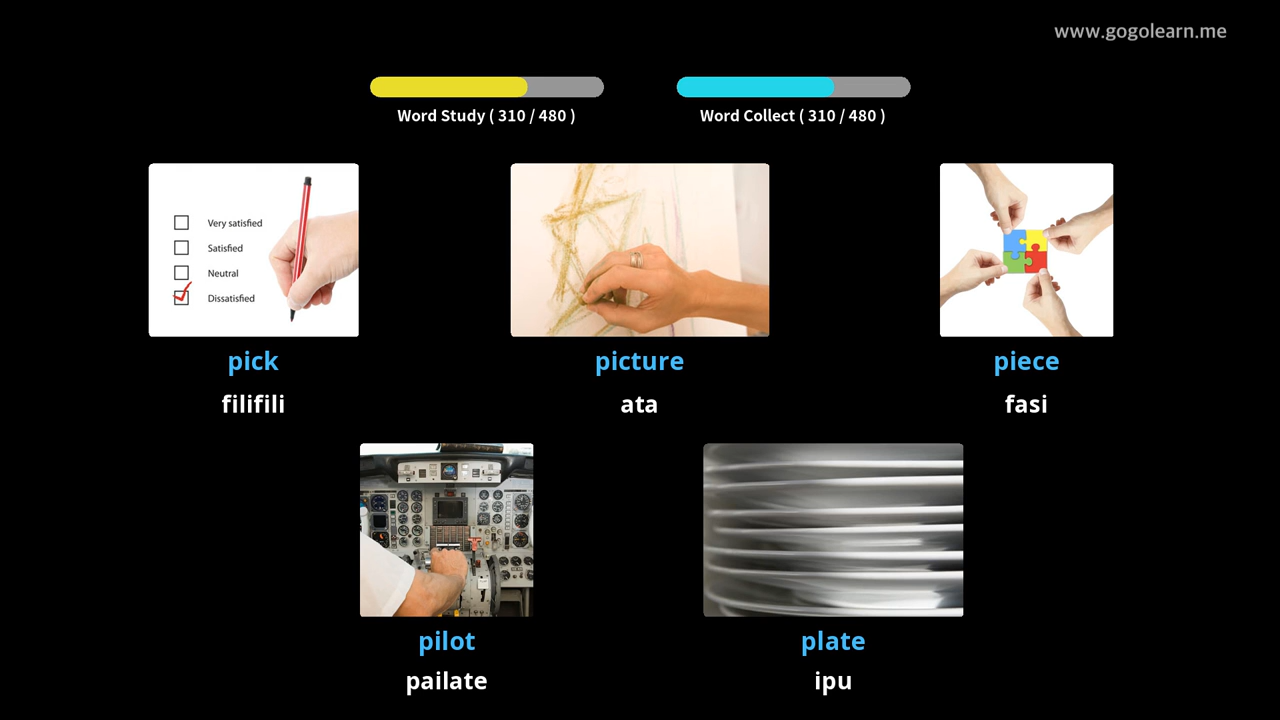 www.gogolearn.me
Word Study ( 310 / 480 )
Word Collect ( 310 / 480 )
Very satisfied
Satisfied
Neutral
Dissatisfied
pick
picture
piece
filifili
ata
fasi
pilot
plate
pailate
ipu